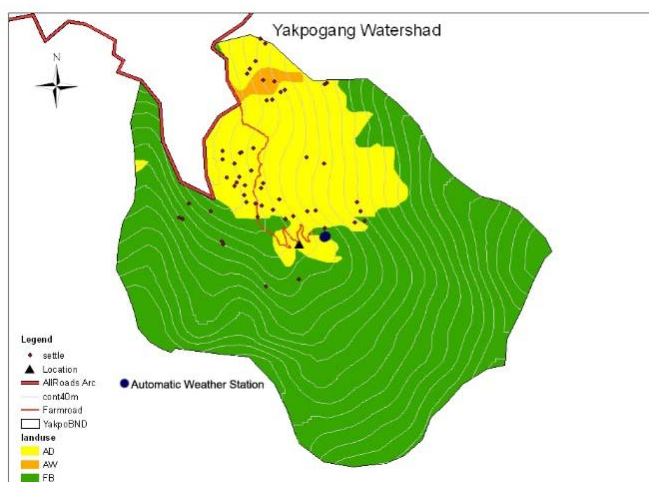 Yakpogang Watershad
N
Legend
settle
Location
AllRoads Arc
cont40m
Farmroad
YakpoBND
landuse
AD
AW
FB
Automatic Weather Station